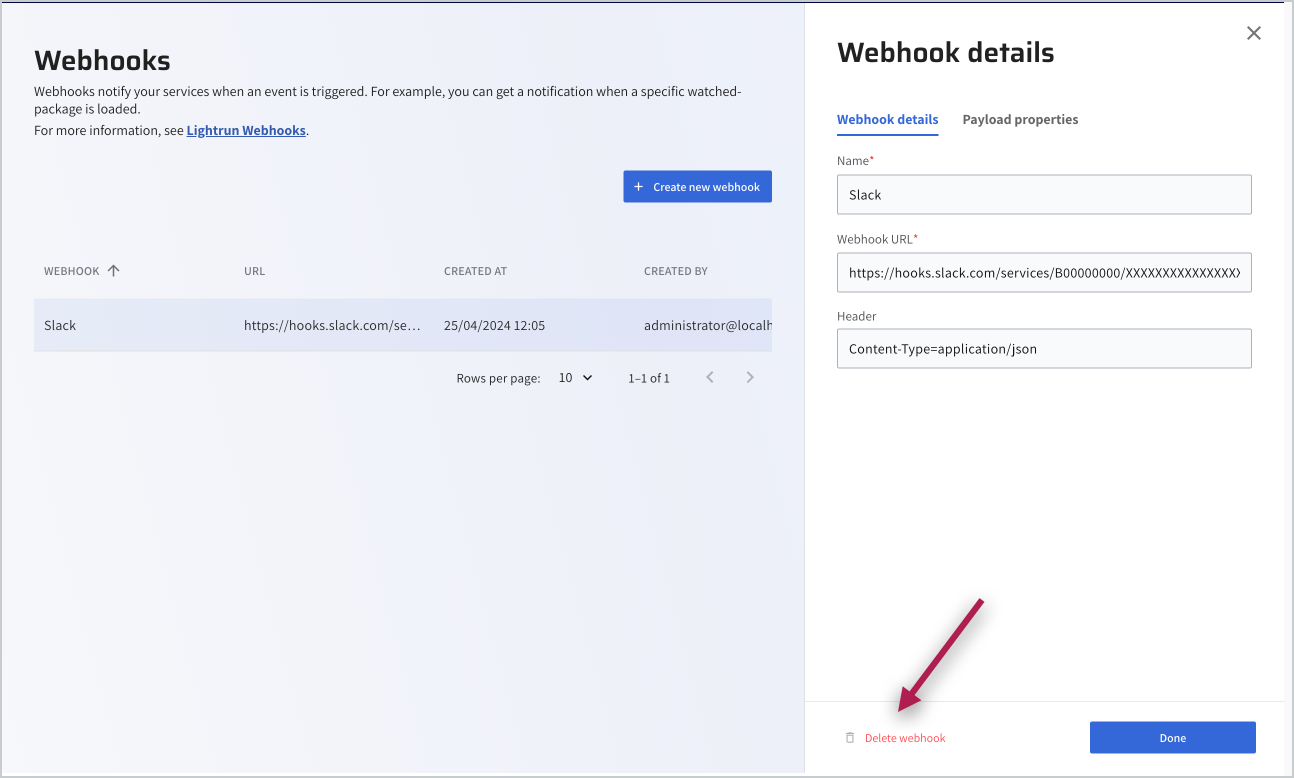 Webhooks
Webhooks notify your services when an event is triggered. For example, you can get a notification when a specific watched-
package is loaded.
For more information, see Lightrun Webhooks.
+ Create new webhook
WEBHOOK URL CREATED AT CREATED BY
Slack https://hooks.slack.com/se... 25/04/2024 12:05 administrator@localh
Rows per page: 10 1–1 of 1
Webhook details
Webhook details Payload properties
Name*
Slack
Webhook URL*
https://hooks.slack.com/services/B00000000/XXXXXXXXXXXXXXXX
Header
Content-Type=application/json
Delete webhook
Done